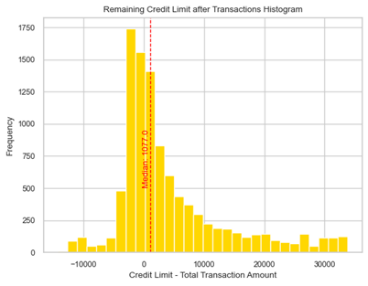 Remaining Credit Limit after Transactions Histogram
1750
1500
1250
1000
750
500
250
0
Frequency
Median: 1077.0
−10000 0 10000 20000 30000
Credit Limit - Total Transaction Amount